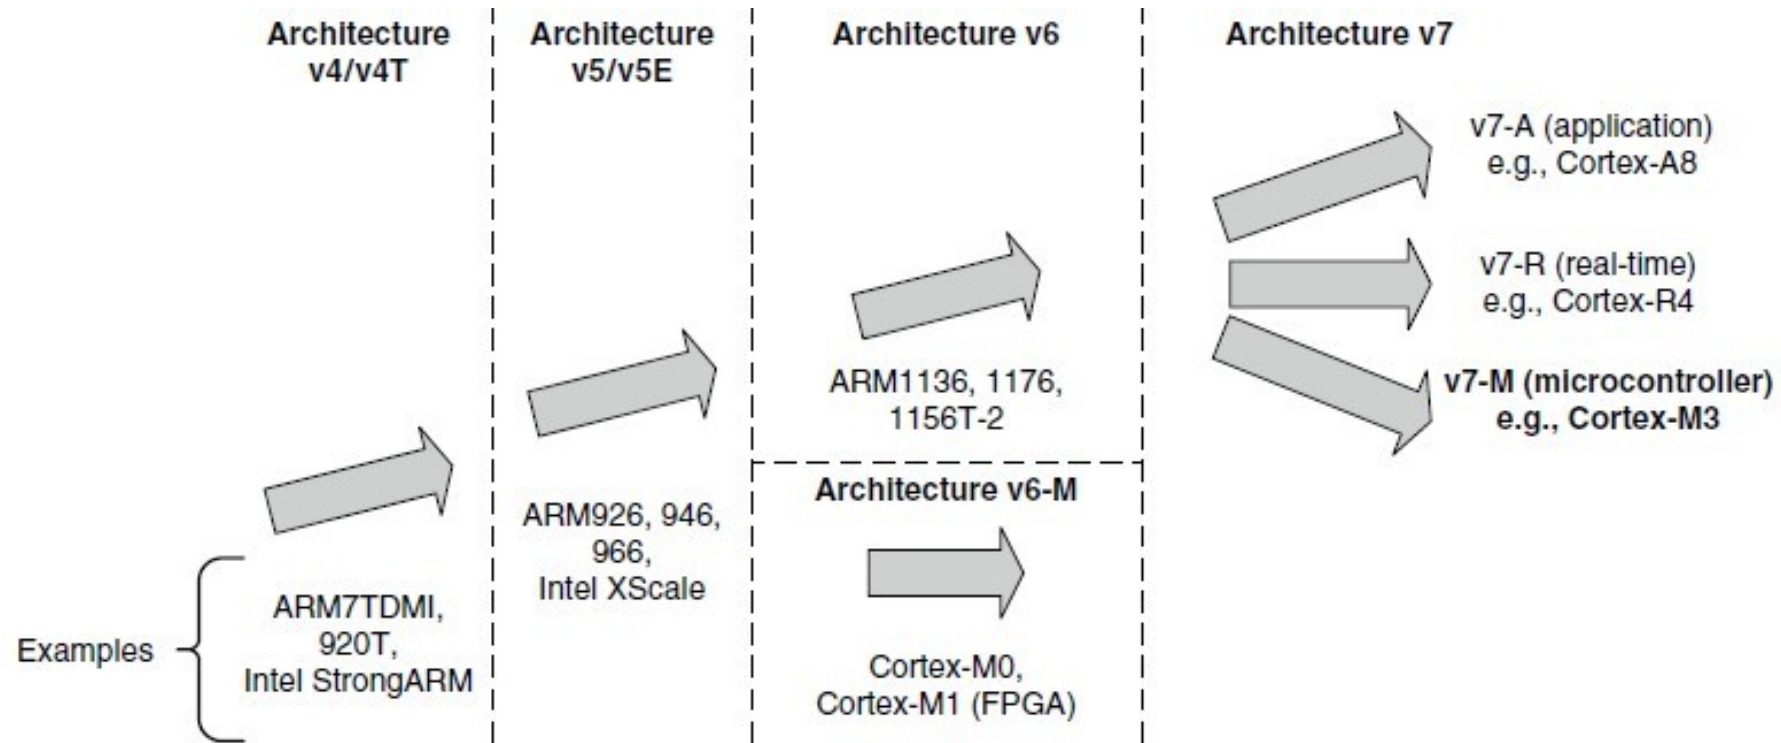 Architecture
v4/v4T
Architecture
v5/v5E
Architecture v6
Architecture v7
v7-A (application)
e.g., Cortex-A8
v7-R (real-time)
e.g., Cortex-R4
v7-M (microcontroller)
e.g., Cortex-M3
ARM1136, 1176,
1156T-2
Architecture v6-M
ARM926, 946,
966,
Intel XScale
Examples
ARM7TDMI,
920T,
Intel StrongARM
Cortex-M0,
Cortex-M1 (FPGA)